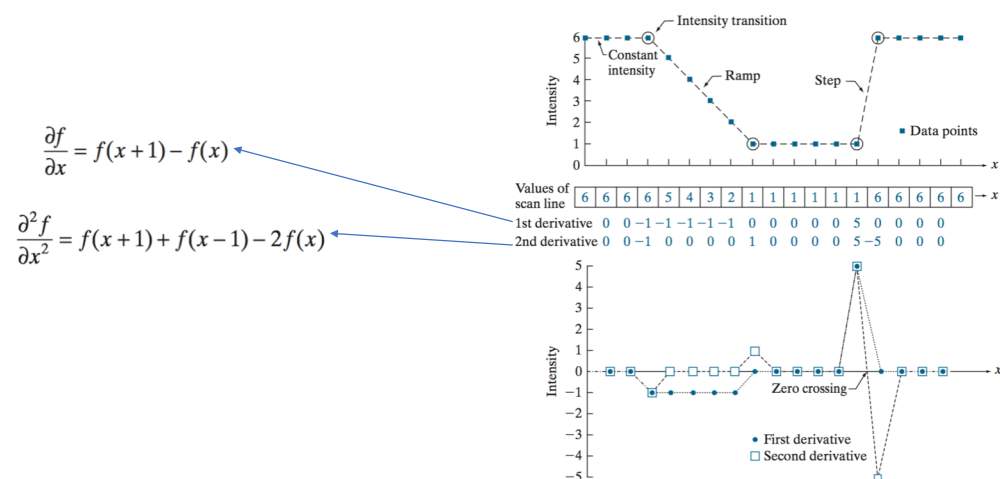 ∂f/∂x = f(x+1) − f(x)
∂²f/∂x² = f(x+1) + f(x−1) − 2f(x)
Intensity transition
6
Constant
intensity
5
Ramp
Step
4
3
2
1
0
Intensity
Data points
x
Values of
scan line
6 6 6 6 5 4 3 2 1 1 1 1 1 1 6 6 6 6 6
x
1st derivative 0 0 −1 −1 −1 −1 −1 0 0 0 0 0 5 0 0 0 0
2nd derivative 0 0 −1 0 0 0 0 1 0 0 0 0 5 −5 0 0 0
5
4
3
2
1
0
−1
−2
−3
−4
−5
Intensity
x
Zero crossing
First derivative
Second derivative